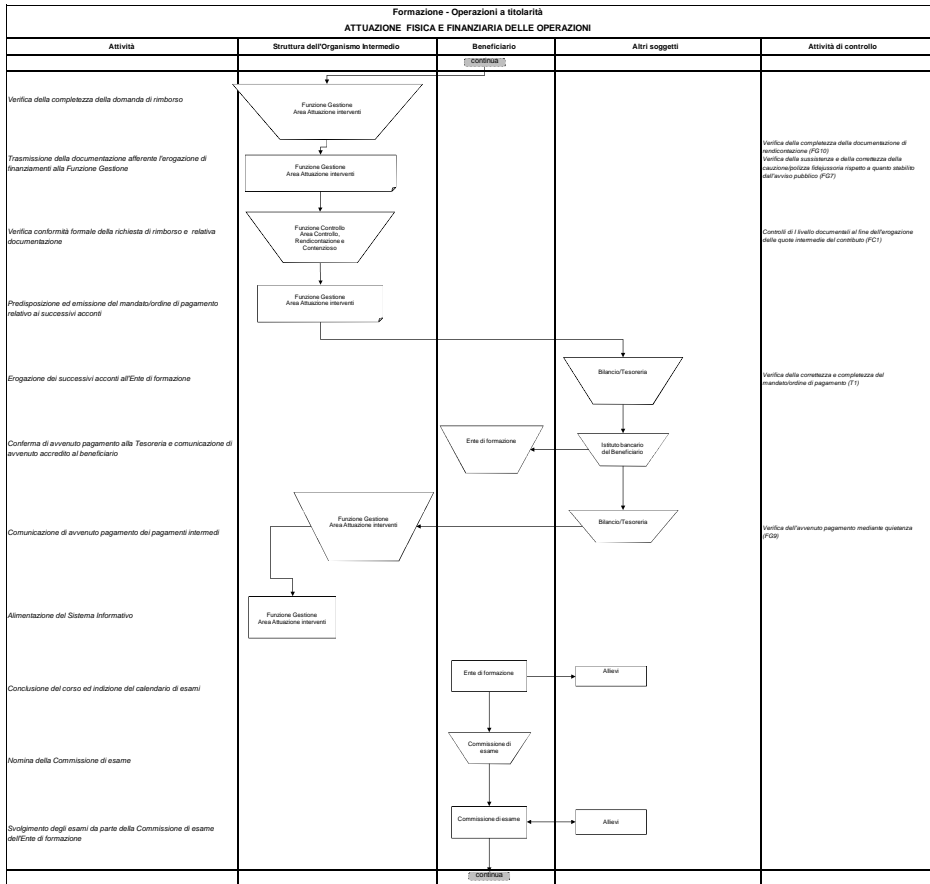 Formazione - Operazioni a titolarità
ATTUAZIONE FISICA E FINANZIARIA DELLE OPERAZIONI
Attività
Struttura dell'Organismo Intermedio
Beneficiario
Altri soggetti
Attività di controllo
continua
Verifica della completezza della domanda di rimborso
Funzione Gestione
Area Attuazione interventi
Trasmissione della documentazione afferente l'erogazione di
finanziamenti alla Funzione Gestione
Funzione Gestione
Area Attuazione interventi
Verifica della completezza della documentazione di
rendicontazione (FG10)
Verifica della sussistenza e della correttezza della
cauzione/polizza fidejussoria rispetto a quanto stabilito
dall'avviso pubblico (FG7)
Verifica conformità formale della richiesta di rimborso e relativa
documentazione
Funzione Controllo
Area Controllo,
Rendicontazione e
Contenzioso
Controlli di I livello documentali al fine dell'erogazione
delle quote intermedie del contributo (FC1)
Predisposizione ed emissione del mandato/ordine di pagamento
relativo ai successivi acconti
Funzione Gestione
Area Attuazione interventi
Erogazione dei successivi acconti all'Ente di formazione
Bilancio/Tesoreria
Verifica della correttezza e completezza del
mandato/ordine di pagamento (T1)
Conferma di avvenuto pagamento alla Tesoreria e comunicazione di
avvenuto accredito al beneficiario
Ente di formazione
Istituto bancario
del Beneficiario
Comunicazione di avvenuto pagamento dei pagamenti intermedi
Funzione Gestione
Area Attuazione interventi
Bilancio/Tesoreria
Verifica dell'avvenuto pagamento mediante quietanza
(FG9)
Alimentazione del Sistema Informativo
Funzione Gestione
Area Attuazione interventi
Conclusione del corso ed indizione del calendario di esami
Ente di formazione
Allievi
Nomina della Commissione di esame
Commissione di
esame
Svolgimento degli esami da parte della Commissione di esame
dell'Ente di formazione
Commissione di esame
Allievi
continua